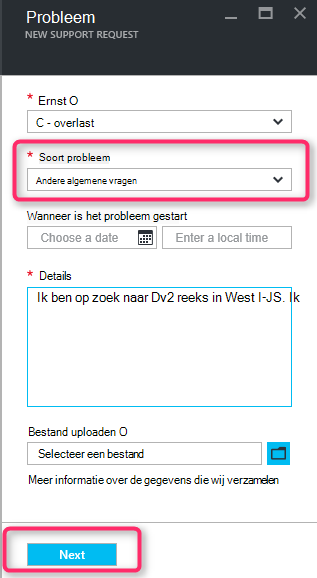 Probleem
NEW SUPPORT REQUEST
* Ernst O
C - overlast
* Soort probleem
Andere algemene vragen
Wanneer is het probleem gestart
Choose a date
Enter a local time
* Details
Ik ben op zoek naar Dv2 reeks in West I-JS. Ik
Bestand uploaden O
Selecteer een bestand
Meer informatie over de gegevens die wij verzamelen
Next